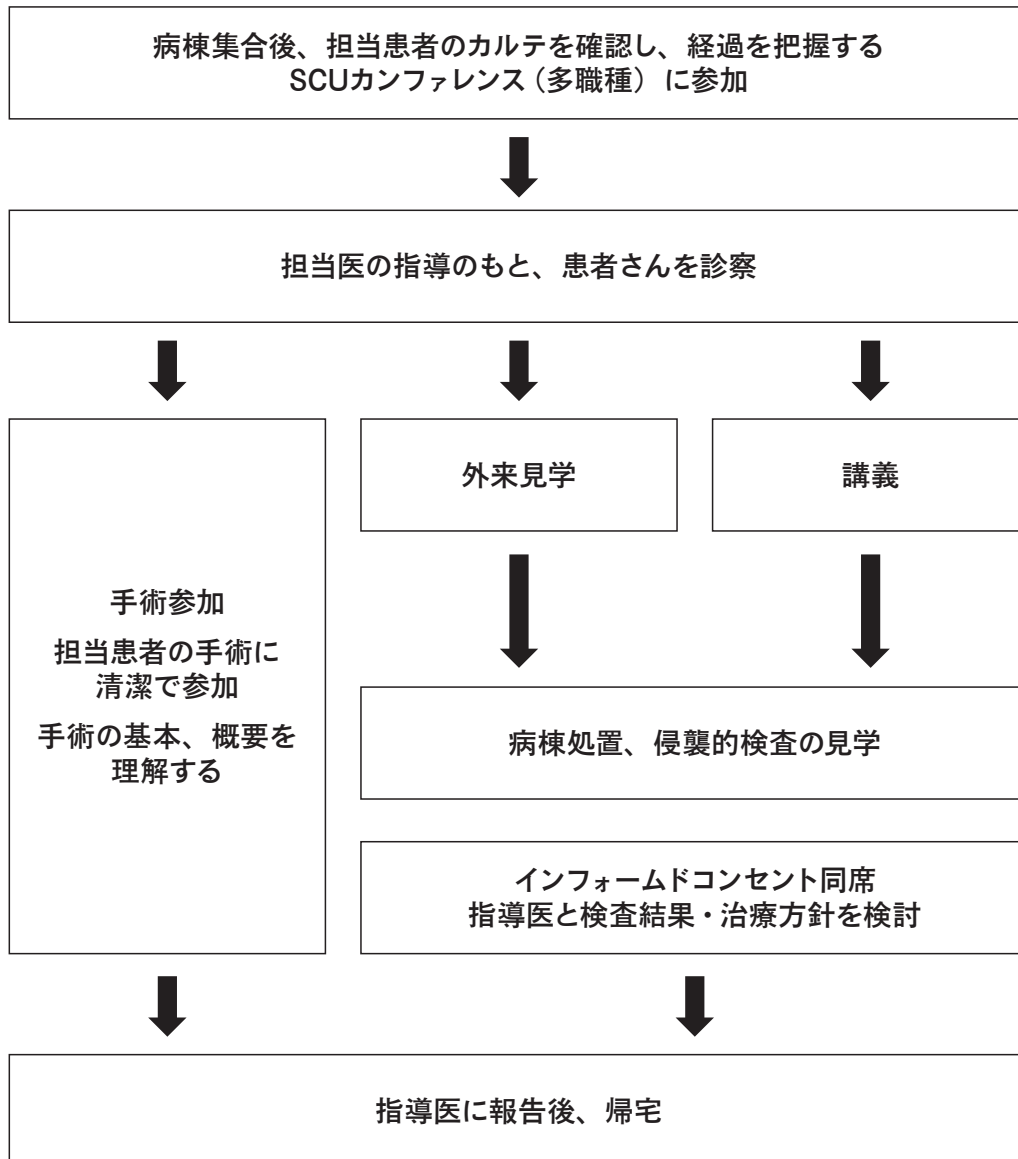 病棟集合後、担当患者のカルテを確認し、経過を把握する
SCUカンファレンス（多職種）に参加
担当医の指導のもと、患者さんを診察
手術参加
担当患者の手術に
清潔で参加
手術の基本、概要を
理解する
外来見学
講義
病棟処置、侵襲的検査の見学
インフォームドコンセント同席
指導医と検査結果・治療方針を検討
指導医に報告後、帰宅